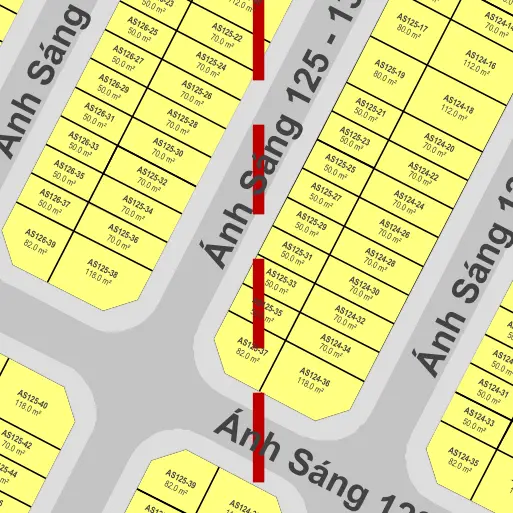 AS126-25
50.0 m²
AS126-27
50.0 m²
AS126-29
50.0 m²
AS126-31
50.0 m²
AS126-33
50.0 m²
AS126-35
50.0 m²
AS126-37
50.0 m²
AS126-39
82.0 m²
AS125-22
70.0 m²
AS125-24
70.0 m²
AS125-26
70.0 m²
AS125-28
70.0 m²
AS125-30
70.0 m²
AS125-32
70.0 m²
AS125-34
70.0 m²
AS125-36
70.0 m²
AS125-38
118.0 m²
Ánh Sáng
Ánh Sáng 125 - 1
AS125-17
80.0 m²
AS125-19
80.0 m²
AS125-21
50.0 m²
AS125-23
50.0 m²
AS125-25
50.0 m²
AS125-27
50.0 m²
AS125-29
50.0 m²
AS125-31
50.0 m²
AS125-33
50.0 m²
82.0 m²
AS124-16
112.0 m²
AS124-18
112.0 m²
AS124-20
70.0 m²
AS124-22
70.0 m²
AS124-24
70.0 m²
AS124-26
70.0 m²
AS124-28
70.0 m²
AS124-30
70.0 m²
AS124-32
70.0 m²
AS124-34
70.0 m²
AS124-36
118.0 m²
Ánh Sáng 12
AS124-31
50.0 m²
AS124-33
50.0 m²
AS124-35
82.0 m²
AS125-40
118.0 m²
AS125-42
70.0 m²
AS125-39
82.0 m²
Ánh Sáng 12